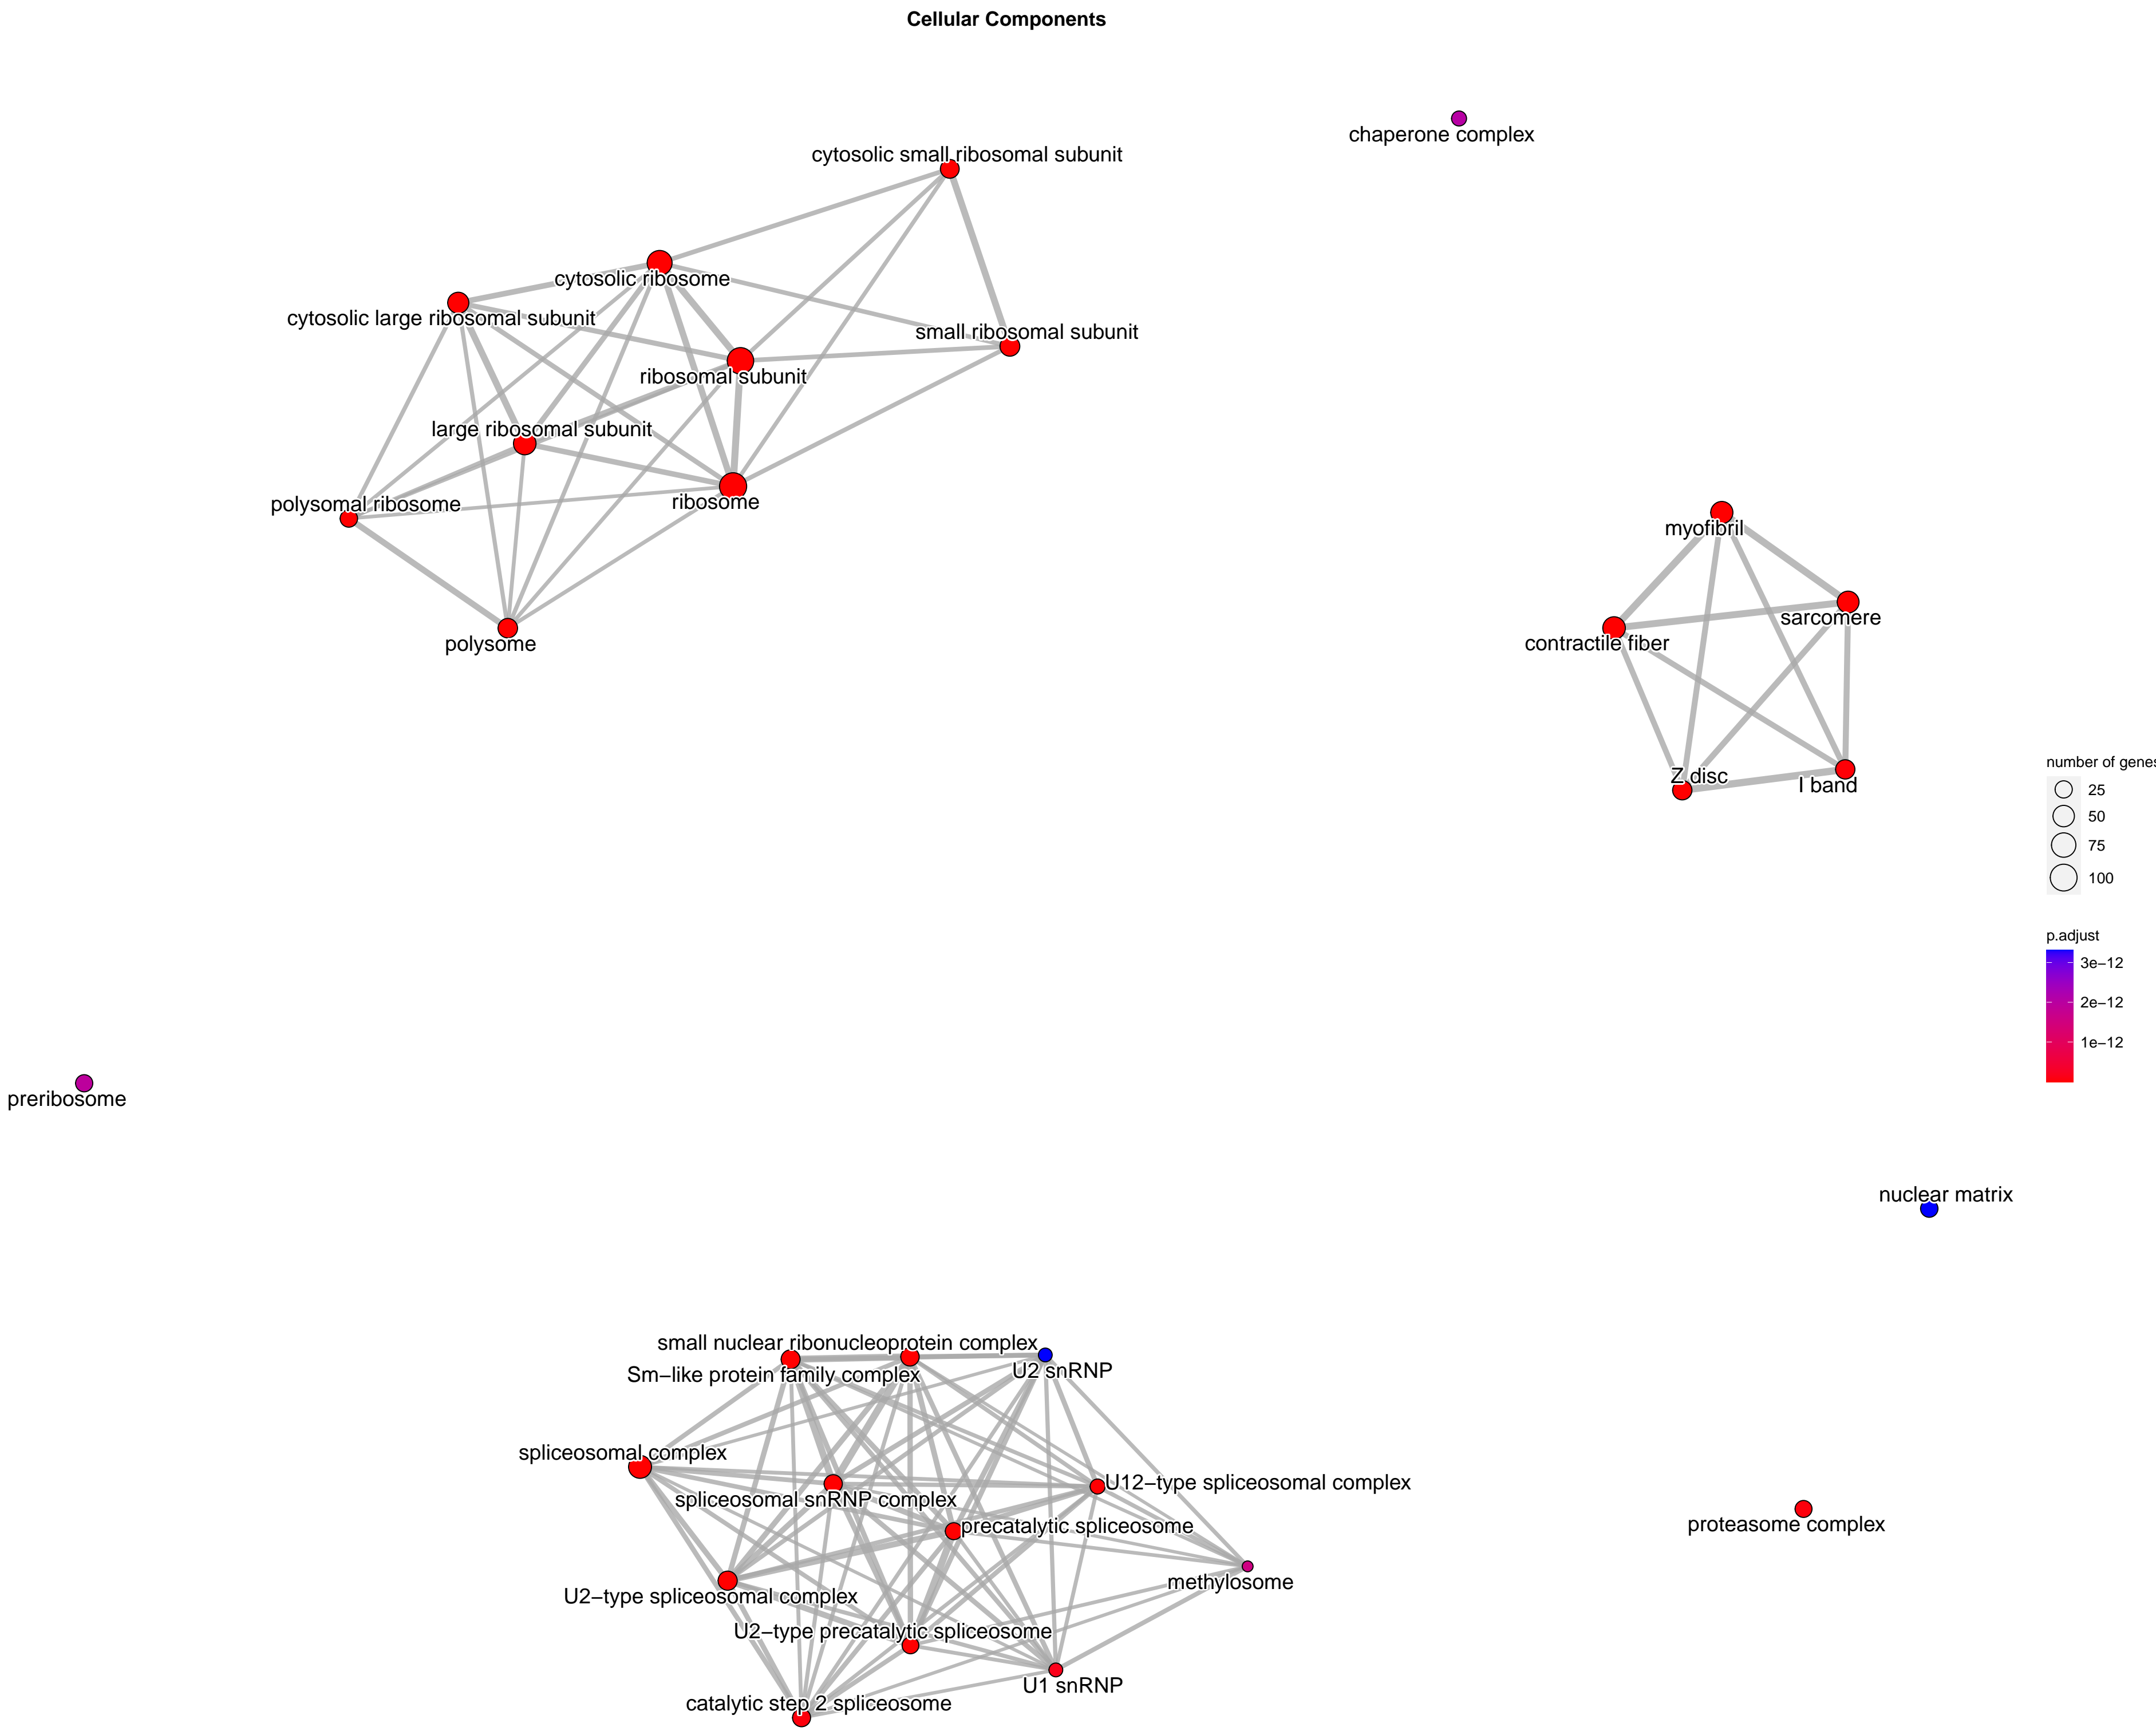 Cellular Components
chaperone complex
cytosolic small ribosomal subunit
cytosolic ribosome
cytosolic large ribosomal subunit
small ribosomal subunit
ribosomal subunit
large ribosomal subunit
polysomal ribosome
ribosome
myofibril
sarcomere
contractile fiber
polysome
Z disc
I band
number of genes
25
50
75
100
p.adjust
3e−12
2e−12
1e−12
preribosome
nuclear matrix
small nuclear ribonucleoprotein complex
U2 snRNP
Sm−like protein family complex
spliceosomal complex
U12−type spliceosomal complex
spliceosomal snRNP complex
precatalytic spliceosome
proteasome complex
methylosome
U2−type spliceosomal complex
U2−type precatalytic spliceosome
U1 snRNP
catalytic step 2 spliceosome